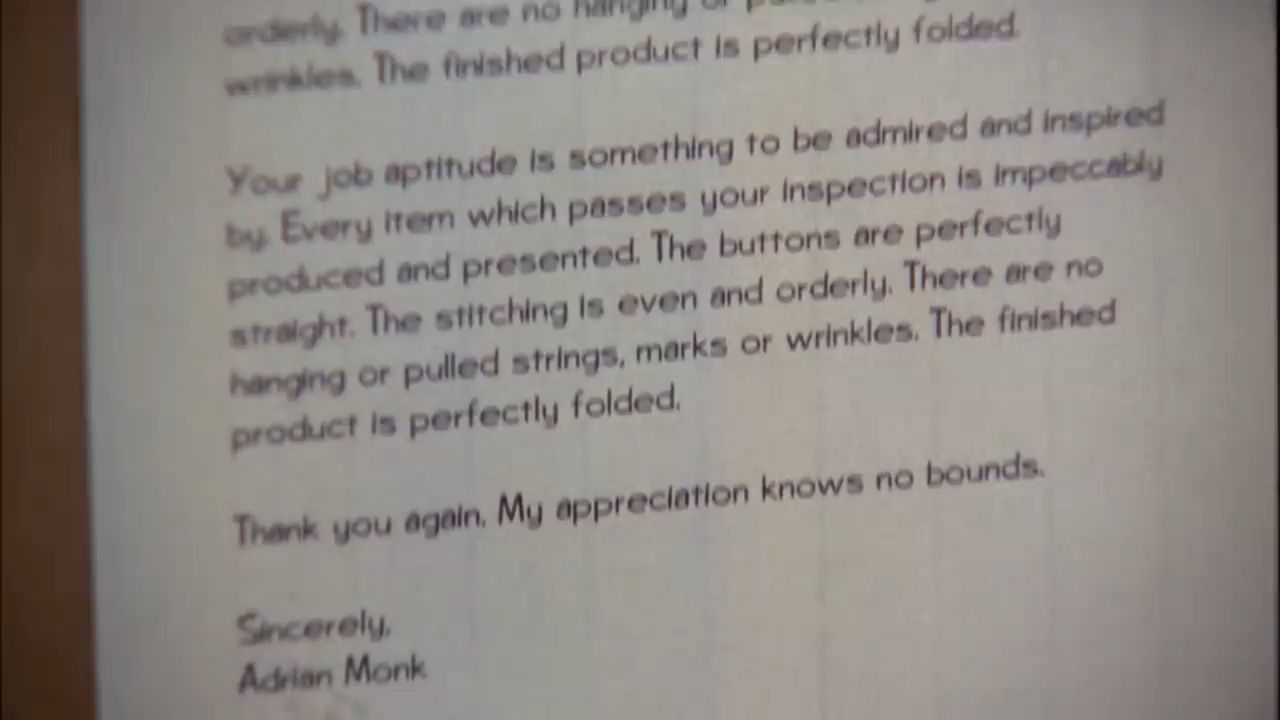 orderly. There are no hanging or
wrinkles. The finished product is perfectly folded.
Your job aptitude is something to be admired and inspired
by. Every item which passes your inspection is impeccably
produced and presented. The buttons are perfectly
straight. The stitching is even and orderly. There are no
hanging or pulled strings, marks or wrinkles. The finished
product is perfectly folded.
Thank you again. My appreciation knows no bounds.
Sincerely,
Adrian Monk